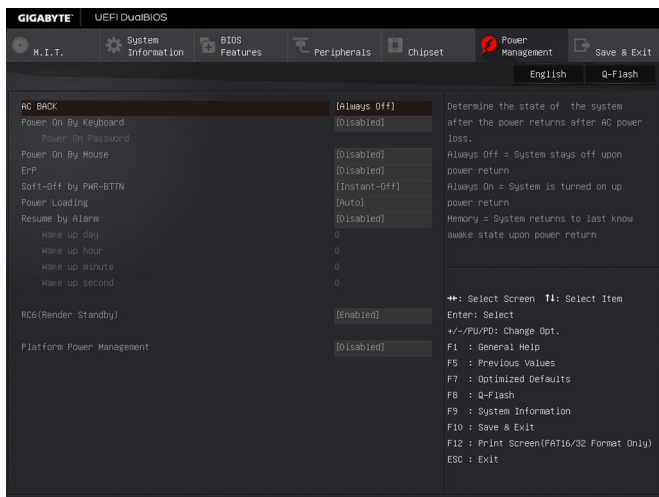 GIGABYTE™ UEFI DualBIOS
M.I.T. System Information BIOS Features Peripherals Chipset Power Management Save & Exit
English Q-Flash
AC BACK [Always Off]
Power On By Keyboard [Disabled]
Power On Password
Power On By Mouse [Disabled]
ErP [Disabled]
Soft-Off by PWR-BTTN [Instant-Off]
Power Loading [Auto]
Resume by Alarm [Disabled]
Wake up day 0
Wake up hour 0
Wake up minute 0
Wake up second 0
RC6(Render Standby) [Enabled]
Platform Power Management [Disabled]
Determine the state of the system
after the power returns after AC power
loss.
Always Off = System stays off upon
power return
Always On = System is turned on up
power return
Memory = System returns to last know
awake state upon power return
→←: Select Screen ↑↓: Select Item
Enter: Select
+/-/PU/PD: Change Opt.
F1 : General Help
F5 : Previous Values
F7 : Optimized Defaults
F8 : Q-Flash
F9 : System Information
F10 : Save & Exit
F12 : Print Screen(FAT16/32 Format Only)
ESC : Exit